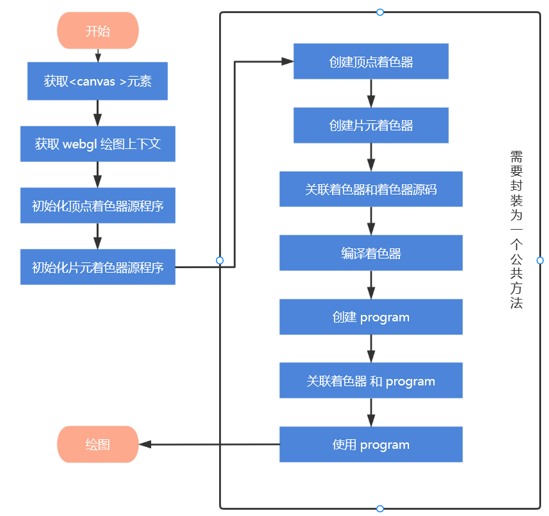 开始
获取<canvas >元素
获取 webgl 绘图上下文
初始化顶点着色器源程序
初始化片元着色器源程序
创建顶点着色器
创建片元着色器
关联着色器和着色器源码
编译着色器
创建 program
关联着色器 和 program
使用 program
绘图
需要封装为一个公共方法